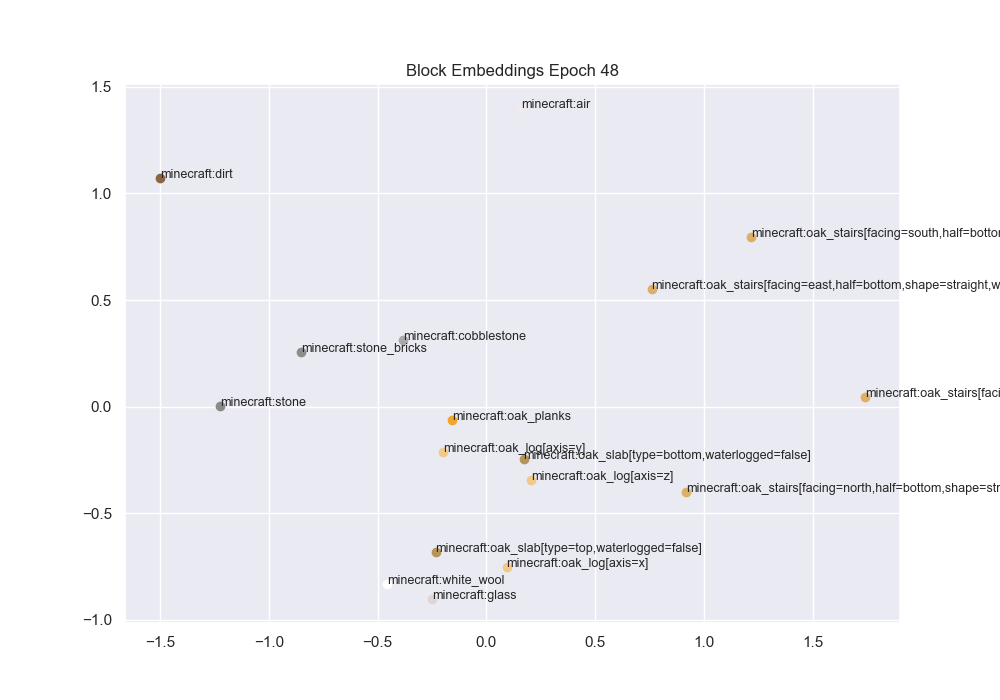 Block Embeddings Epoch 48
1.5
minecraft:air
minecraft:dirt
1.0
minecraft:oak_stairs[facing=south,half=bottom
minecraft:oak_stairs[facing=east,half=bottom,shape=straight,w
0.5
minecraft:cobblestone
minecraft:stone_bricks
minecraft:oak_stairs[faci
minecraft:stone
0.0
minecraft:oak_planks
minecraft:oak_log[axis=y]
minecraft:oak_slab[type=bottom,waterlogged=false]
minecraft:oak_log[axis=z]
minecraft:oak_stairs[facing=north,half=bottom,shape=str
−0.5
minecraft:oak_slab[type=top,waterlogged=false]
minecraft:oak_log[axis=x]
minecraft:white_wool
minecraft:glass
−1.0
−1.5 −1.0 −0.5 0.0 0.5 1.0 1.5